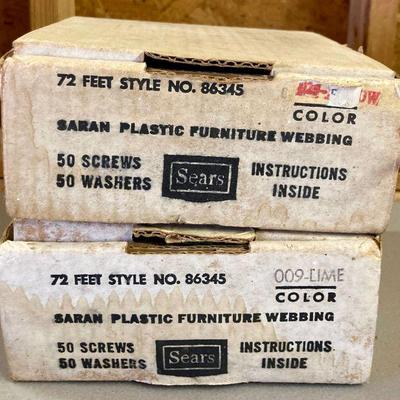 72 FEET STYLE NO. 86345
COLOR
SARAN PLASTIC FURNITURE WEBBING
50 SCREWS
50 WASHERS
Sears
INSTRUCTIONS
INSIDE
72 FEET STYLE NO. 86345
009-LIME
COLOR
SARAN PLASTIC FURNITURE WEBBING
50 SCREWS
50 WASHERS
Sears
INSTRUCTIONS
INSIDE